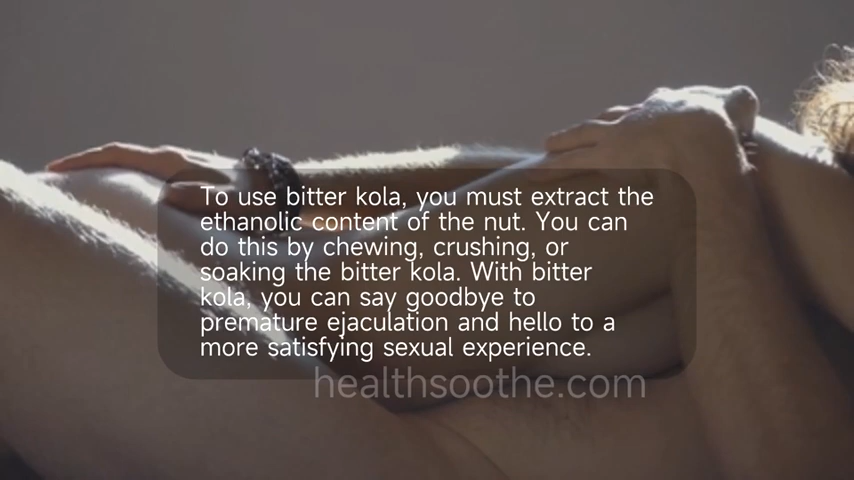 To use bitter kola, you must extract the
ethanolic content of the nut. You can
do this by chewing, crushing, or
soaking the bitter kola. With bitter
kola, you can say goodbye to
premature ejaculation and hello to a
more satisfying sexual experience.
healthsoothe.com